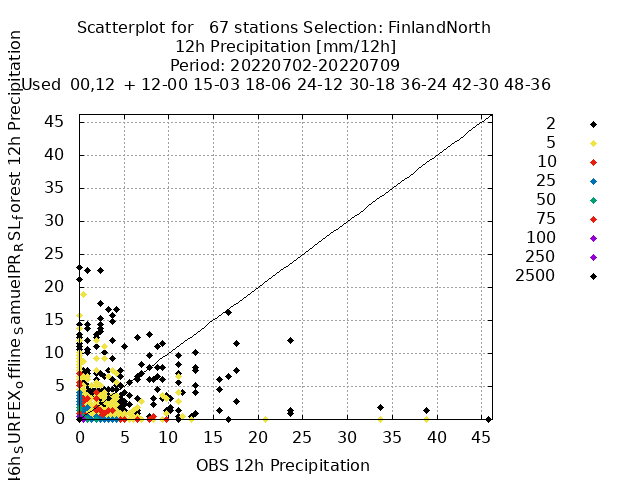 Scatterplot for 67 stations Selection: FinlandNorth
12h Precipitation [mm/12h]
Period: 20220702-20220709
Used 00,12 + 12-00 15-03 18-06 24-12 30-18 36-24 42-30 48-36
46h SURFEXoffline samuelPRRSLforest 12h Precipitation
45
40
35
30
25
20
15
10
5
0
0 5 10 15 20 25 30 35 40 45
OBS 12h Precipitation
2
5
10
25
50
75
100
250
2500